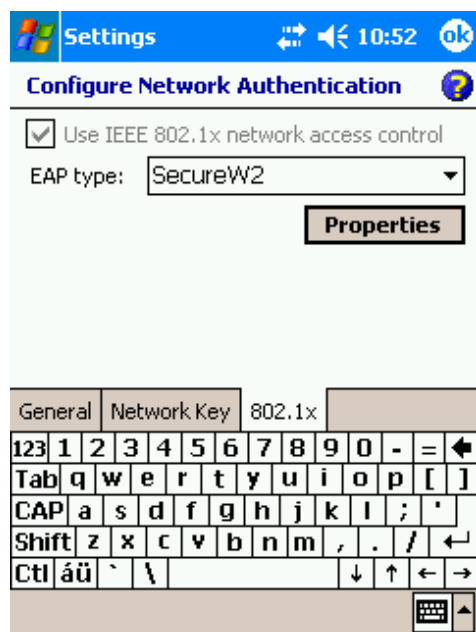 Settings 10:52 ok
Configure Network Authentication ?
Use IEEE 802.1x network access control
EAP type: SecureW2
Properties
General Network Key 802.1x
123 1 2 3 4 5 6 7 8 9 0 - =
Tab q w e r t y u i o p [ ]
CAP a s d f g h j k l ; '
Shift z x c v b n m , . /
Ctl áü ` \